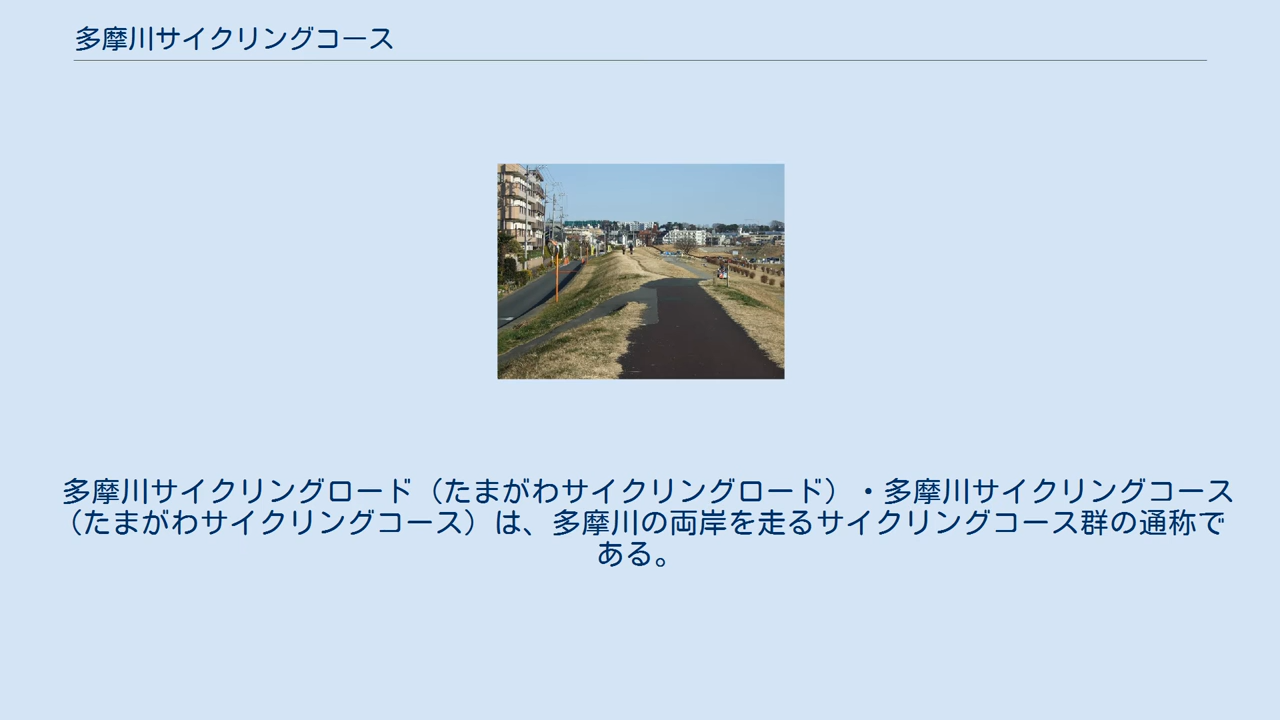 多摩川サイクリングコース
多摩川サイクリングロード（たまがわサイクリングロード）・多摩川サイクリングコース
（たまがわサイクリングコース）は、多摩川の両岸を走るサイクリングコース群の通称で
ある。